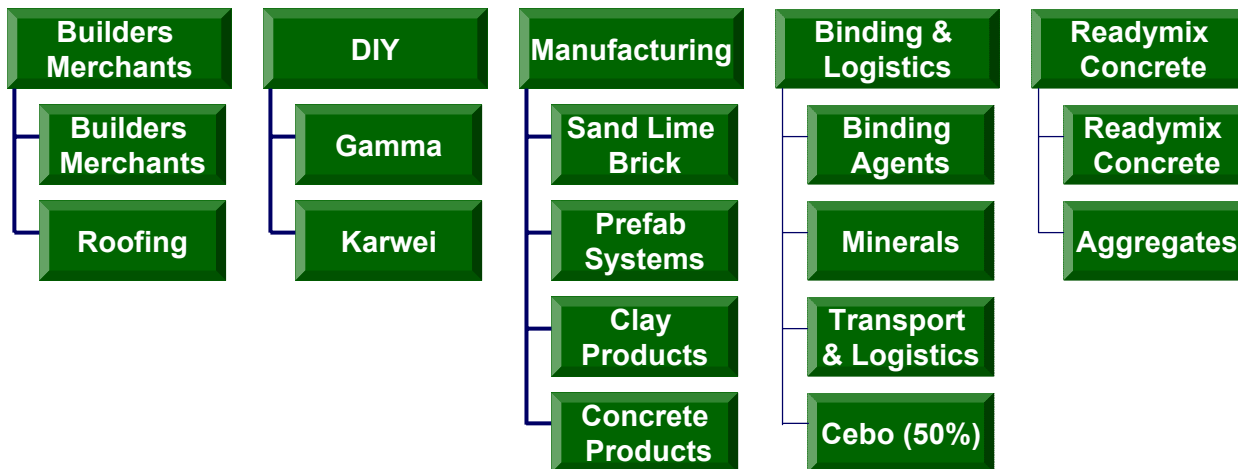 Builders
Merchants
Builders
Merchants
Roofing
DIY
Gamma
Karwei
Manufacturing
Sand Lime
Brick
Prefab
Systems
Clay
Products
Concrete
Products
Binding &
Logistics
Binding
Agents
Minerals
Transport
& Logistics
Cebo (50%)
Readymix
Concrete
Readymix
Concrete
Aggregates